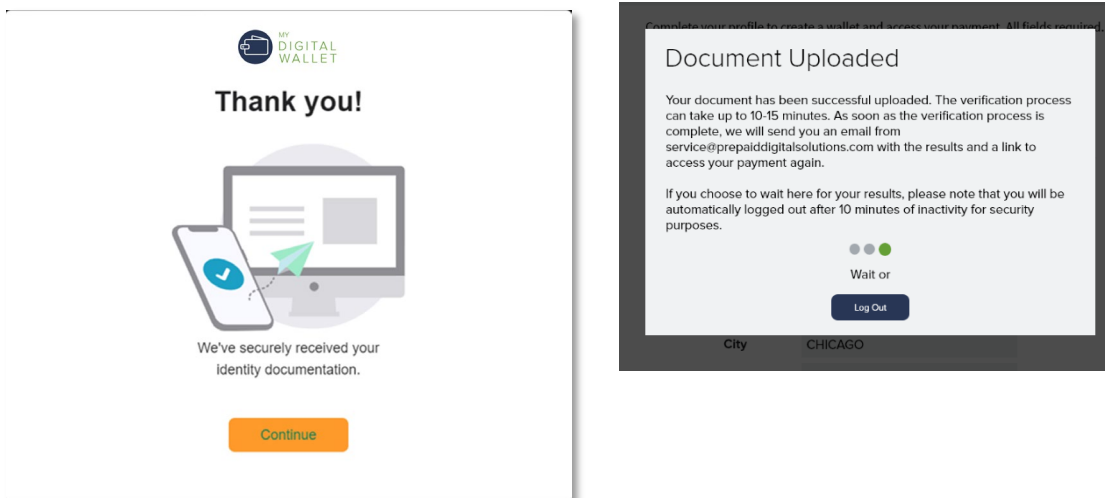 MY
DIGITAL
WALLET
Thank you!
We've securely received your
identity documentation.
Continue
Complete your profile to create a wallet and access your payment. All fields required.
Document Uploaded
Your document has been successful uploaded. The verification process
can take up to 10-15 minutes. As soon as the verification process is
complete, we will send you an email from
service@prepaiddigitalsolutions.com with the results and a link to
access your payment again.
If you choose to wait here for your results, please note that you will be
automatically logged out after 10 minutes of inactivity for security
purposes.
Wait or
Log Out
City CHICAGO